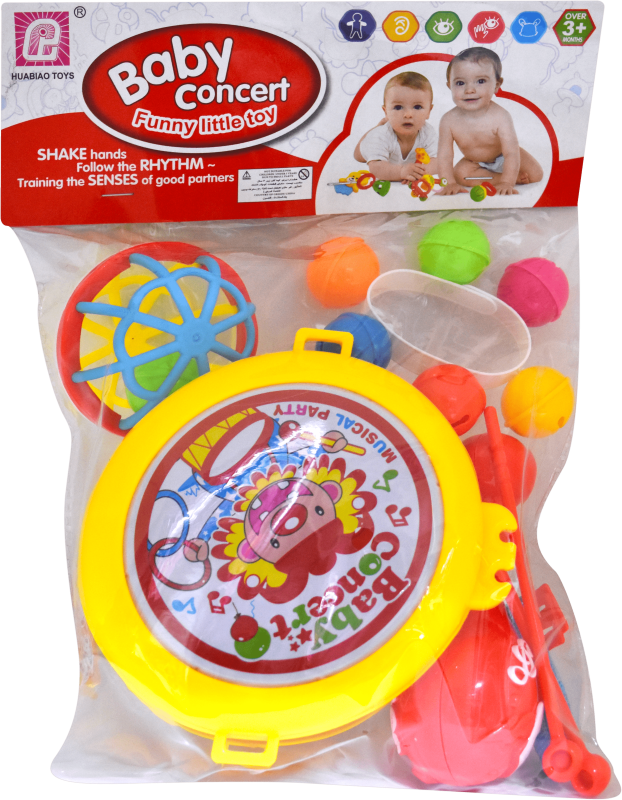 ®
HUABIAO TOYS
Baby
Concert
Funny little toy
OVER
3+
MONTHS
SHAKE hands
Follow the RHYTHM ~
Training the SENSES of good partners
MUSICAL PARTY
Baby
Concert